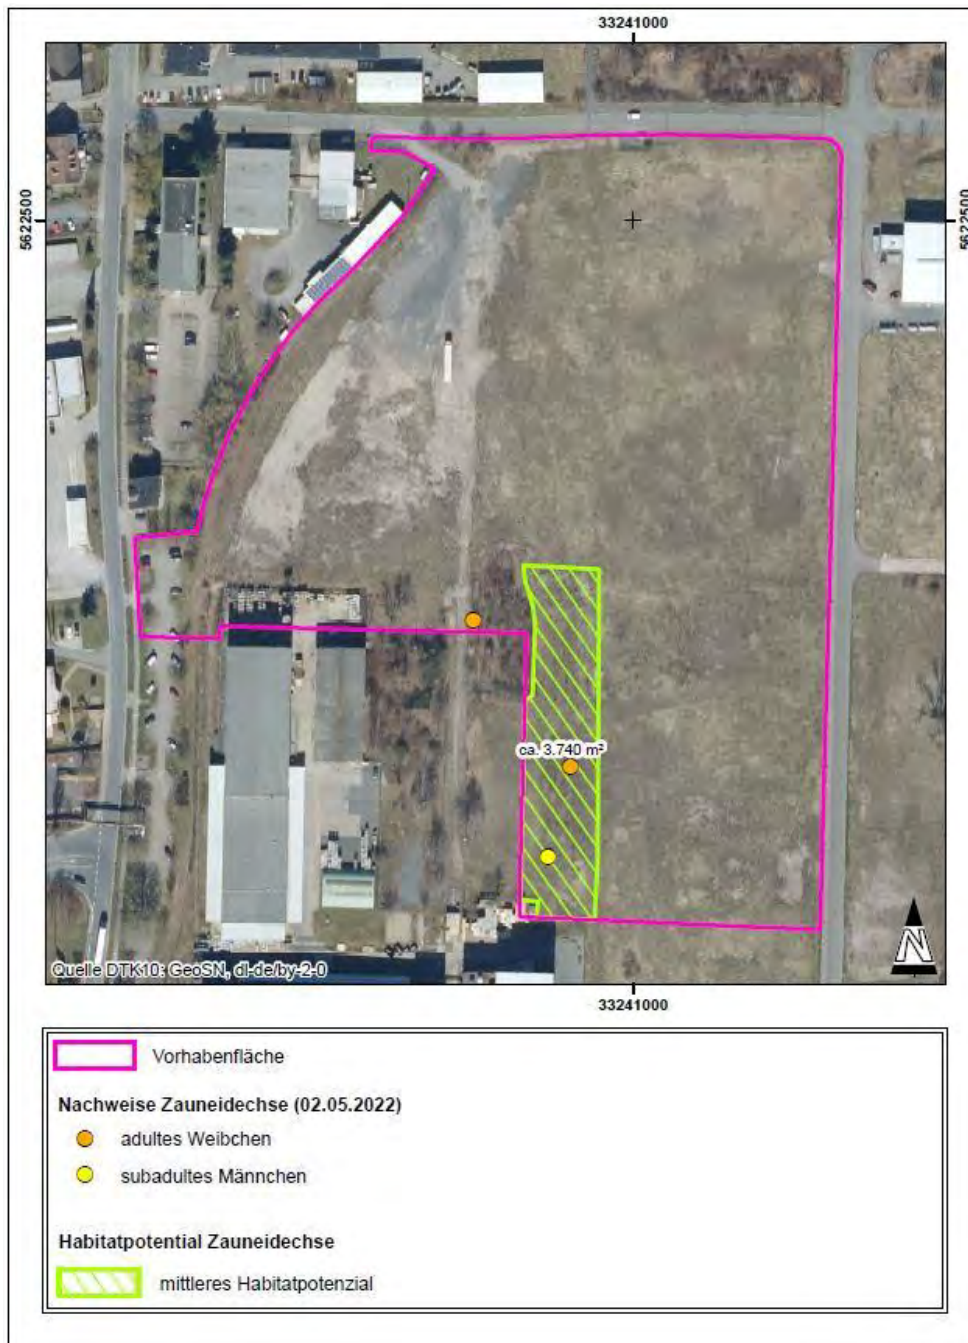 33241000
5622500
5622500
ca. 3.740 m²
N
Quelle DTK10: GeoSN, dl-de/by-2-0
33241000
Vorhabenfläche
Nachweise Zauneidechse (02.05.2022)
adultes Weibchen
subadultes Männchen
Habitatpotential Zauneidechse
mittleres Habitatpotenzial